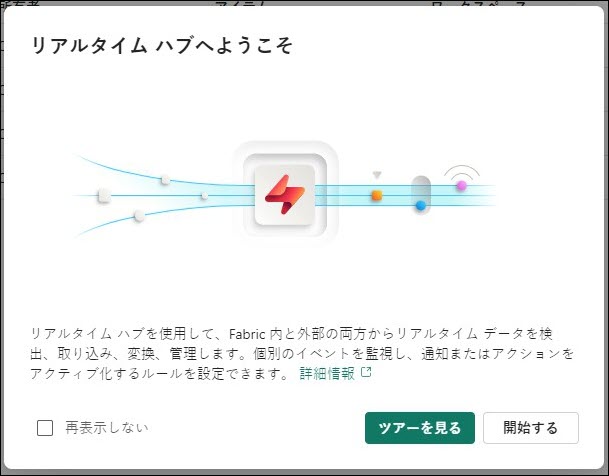 リアルタイム ハブへようこそ
リアルタイム ハブを使用して、Fabric 内と外部の両方からリアルタイム データを検
出、取り込み、変換、管理します。個別のイベントを監視し、通知またはアクションを
アクティブ化するルールを設定できます。 詳細情報
再表示しない
ツアーを見る
開始する